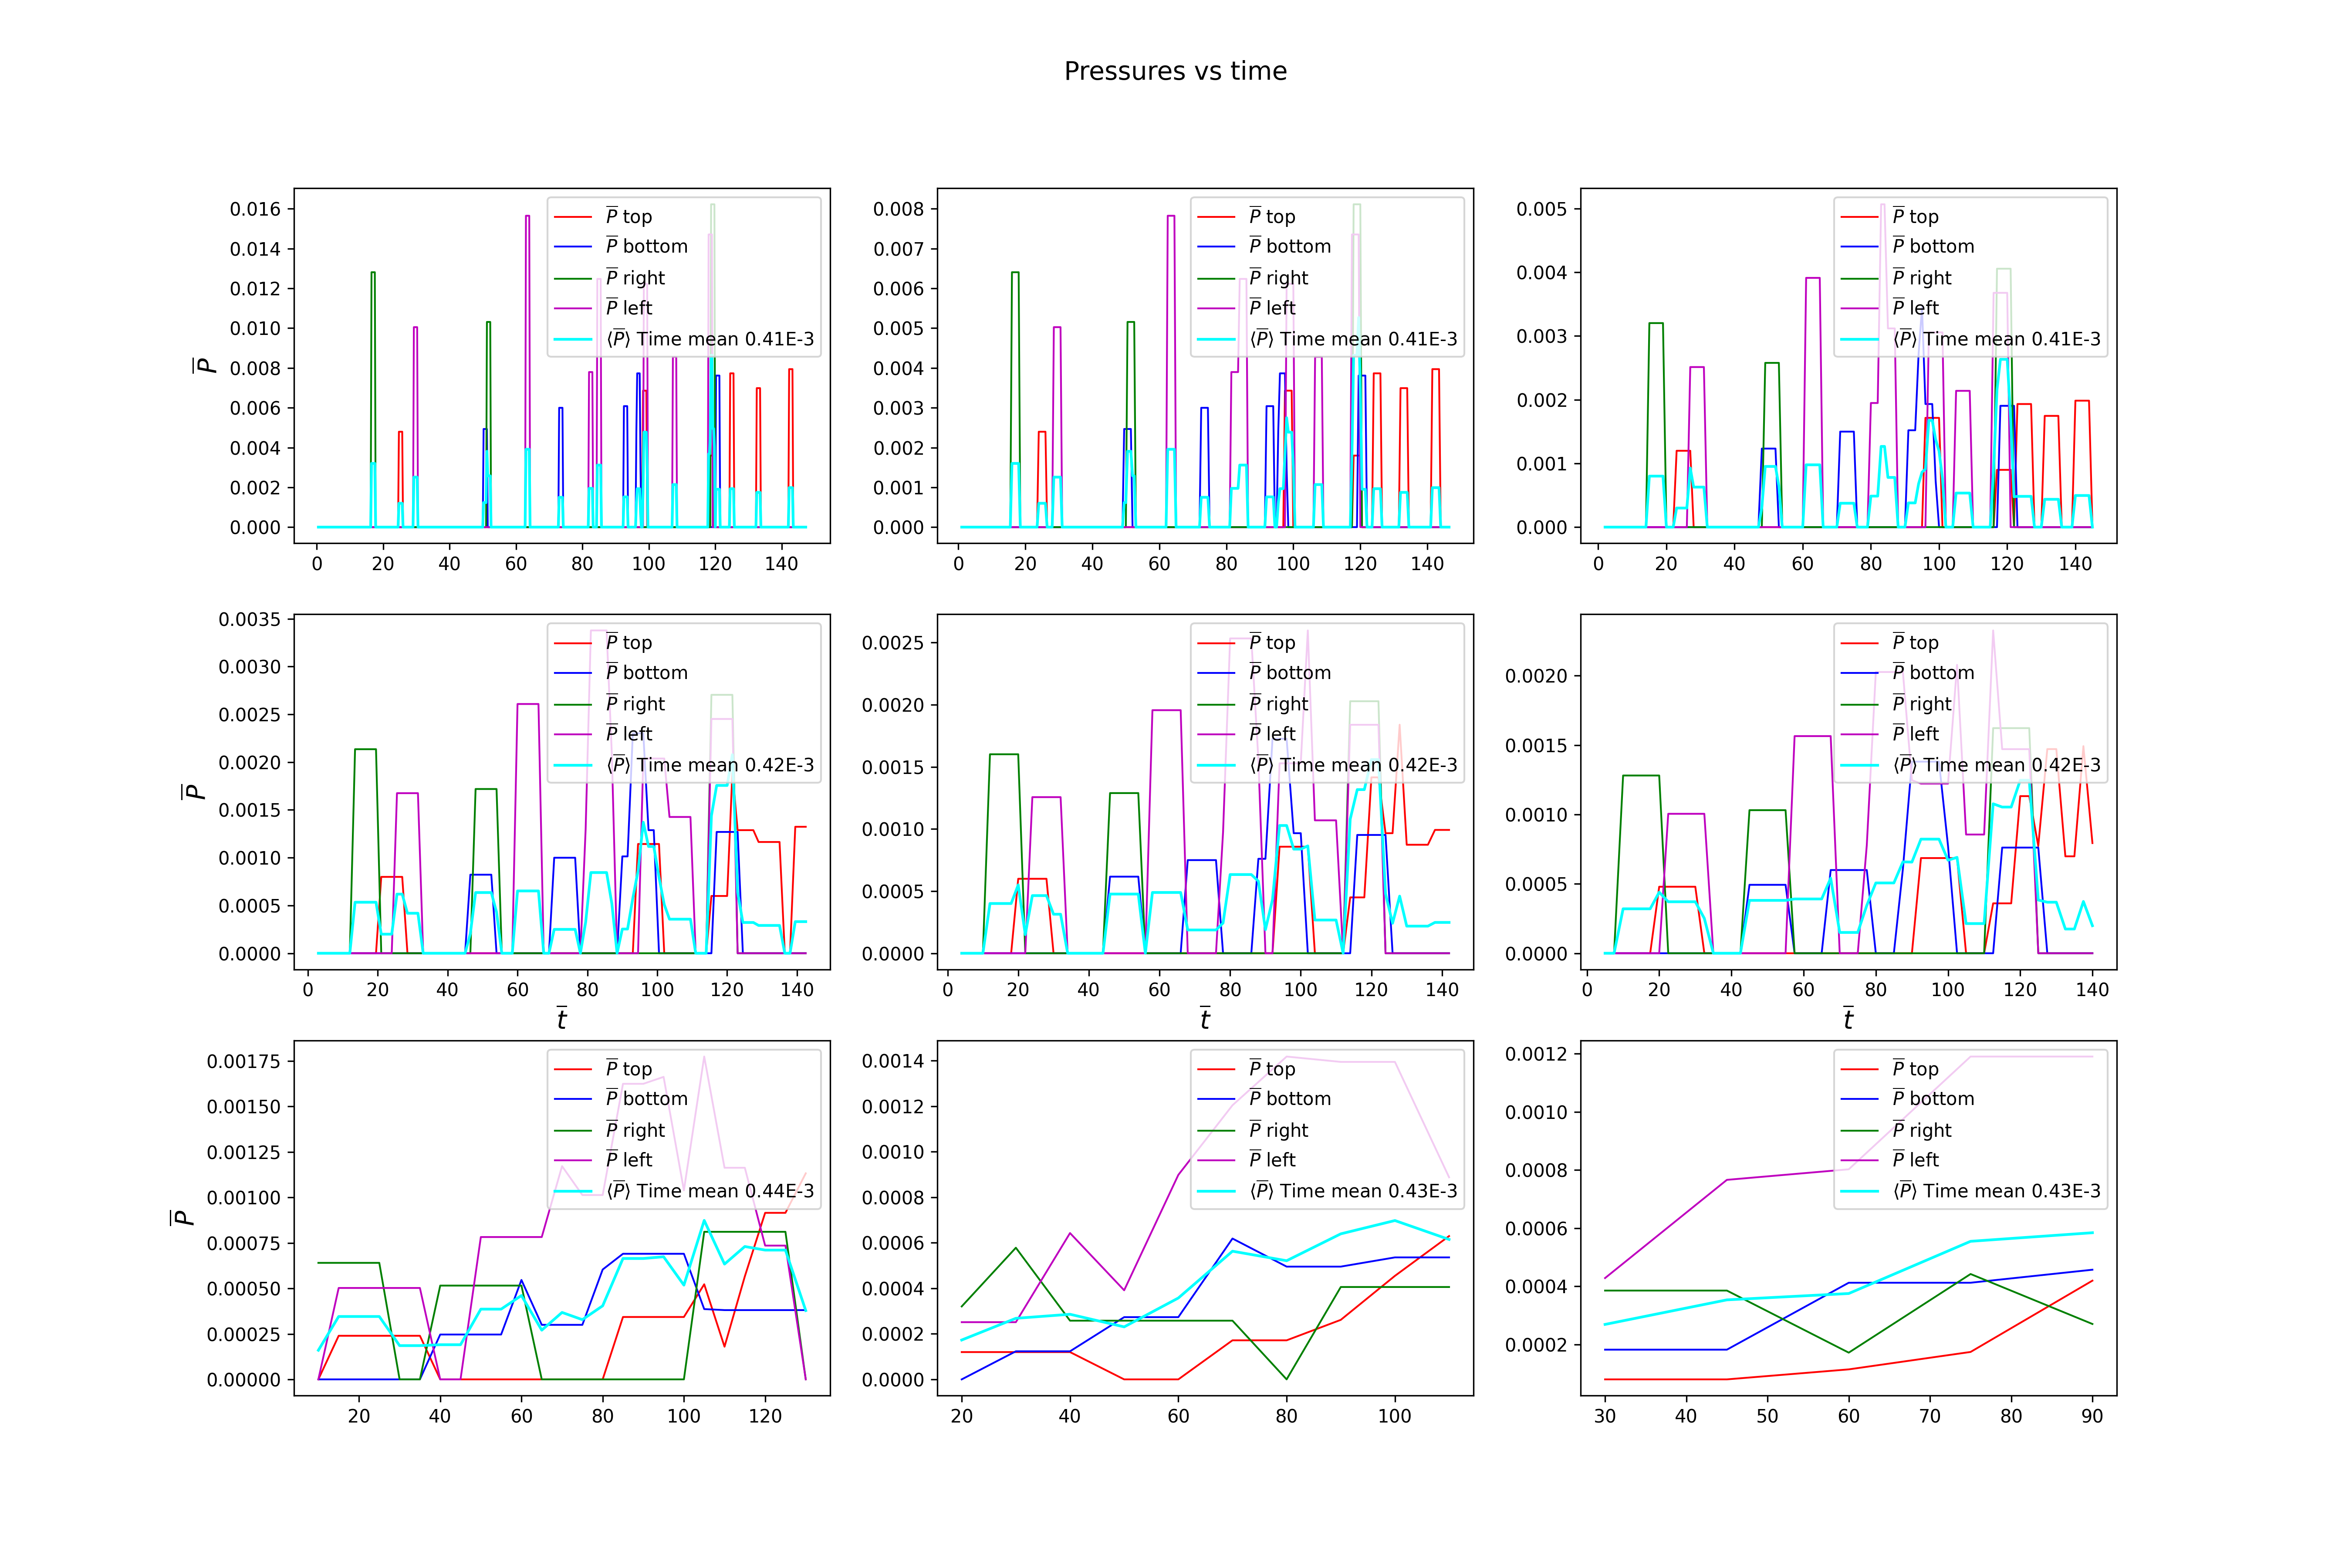 Pressures vs time
P̅
0.016
0.014
0.012
0.010
0.008
0.006
0.004
0.002
0.000
P̅ top
P̅ bottom
P̅ right
P̅ left
⟨P̅⟩ Time mean 0.41E-3
0 20 40 60 80 100 120 140
0.008
0.007
0.006
0.005
0.004
0.003
0.002
0.001
0.000
P̅ top
P̅ bottom
P̅ right
P̅ left
⟨P̅⟩ Time mean 0.41E-3
0 20 40 60 80 100 120 140
0.005
0.004
0.003
0.002
0.001
0.000
P̅ top
P̅ bottom
P̅ right
P̅ left
⟨P̅⟩ Time mean 0.41E-3
0 20 40 60 80 100 120 140
P̅
0.0035
0.0030
0.0025
0.0020
0.0015
0.0010
0.0005
0.0000
P̅ top
P̅ bottom
P̅ right
P̅ left
⟨P̅⟩ Time mean 0.42E-3
0 20 40 60 80 100 120 140
t̅
0.0025
0.0020
0.0015
0.0010
0.0005
0.0000
P̅ top
P̅ bottom
P̅ right
P̅ left
⟨P̅⟩ Time mean 0.42E-3
0 20 40 60 80 100 120 140
t̅
0.0020
0.0015
0.0010
0.0005
0.0000
P̅ top
P̅ bottom
P̅ right
P̅ left
⟨P̅⟩ Time mean 0.42E-3
0 20 40 60 80 100 120 140
t̅
P̅
0.00175
0.00150
0.00125
0.00100
0.00075
0.00050
0.00025
0.00000
P̅ top
P̅ bottom
P̅ right
P̅ left
⟨P̅⟩ Time mean 0.44E-3
20 40 60 80 100 120
0.0014
0.0012
0.0010
0.0008
0.0006
0.0004
0.0002
0.0000
P̅ top
P̅ bottom
P̅ right
P̅ left
⟨P̅⟩ Time mean 0.43E-3
20 40 60 80 100
0.0012
0.0010
0.0008
0.0006
0.0004
0.0002
P̅ top
P̅ bottom
P̅ right
P̅ left
⟨P̅⟩ Time mean 0.43E-3
30 40 50 60 70 80 90